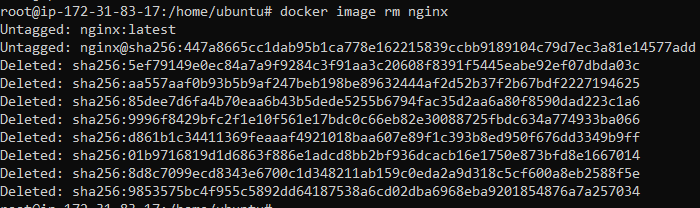 root@ip-172-31-83-17:/home/ubuntu# docker image rm nginx
Untagged: nginx:latest
Untagged: nginx@sha256:447a8665cc1dab95b1ca778e162215839ccbb9189104c79d7ec3a81e14577add
Deleted: sha256:5ef79149e0ec84a7a9f9284c3f91aa3c20608f8391f5445eabe92ef07dbda03c
Deleted: sha256:aa557aaf0b93b5b9af247beb198be89632444af2d52b37f2b67bdf2227194625
Deleted: sha256:85dee7d6fa4b70eaa6b43b5dede5255b6794fac35d2aa6a80f8590dad223c1a6
Deleted: sha256:9996f8429bfc2f1e10f561e17bdc0c66eb82e30088725fbdc634a774933ba066
Deleted: sha256:d861b1c34411369feaaaf4921018baa607e89f1c393b8ed950f676dd3349b9ff
Deleted: sha256:01b9716819d1d6863f886e1adcd8bb2bf936dcacb16e1750e873bfd8e1667014
Deleted: sha256:8d8c7099ecd8343e6700c1d348211ab159c0eda2a9d318c5cf600a8eb2588f5e
Deleted: sha256:9853575bc4f955c5892dd64187538a6cd02dba6968eba9201854876a7a257034
root@ip-172-31-83-17:/home/ubuntu#